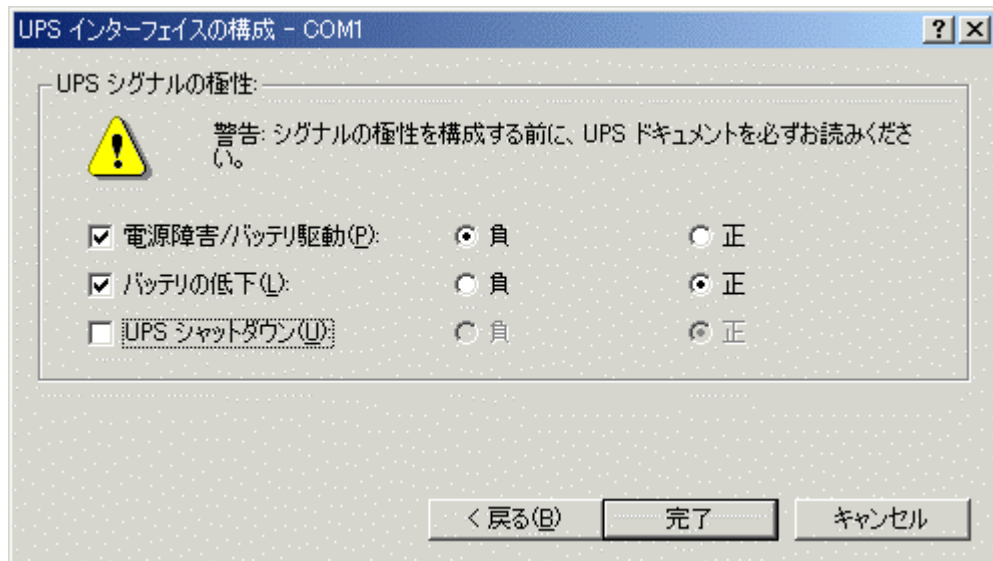 UPS インターフェイスの構成 - COM1
UPS シグナルの極性:
警告: シグナルの極性を構成する前に、UPS ドキュメントを必ずお読みくださ
い。
電源障害/バッテリ駆動(P): 負 正
バッテリの低下(L): 負 正
UPS シャットダウン(U): 負 正
< 戻る(B) 完了 キャンセル